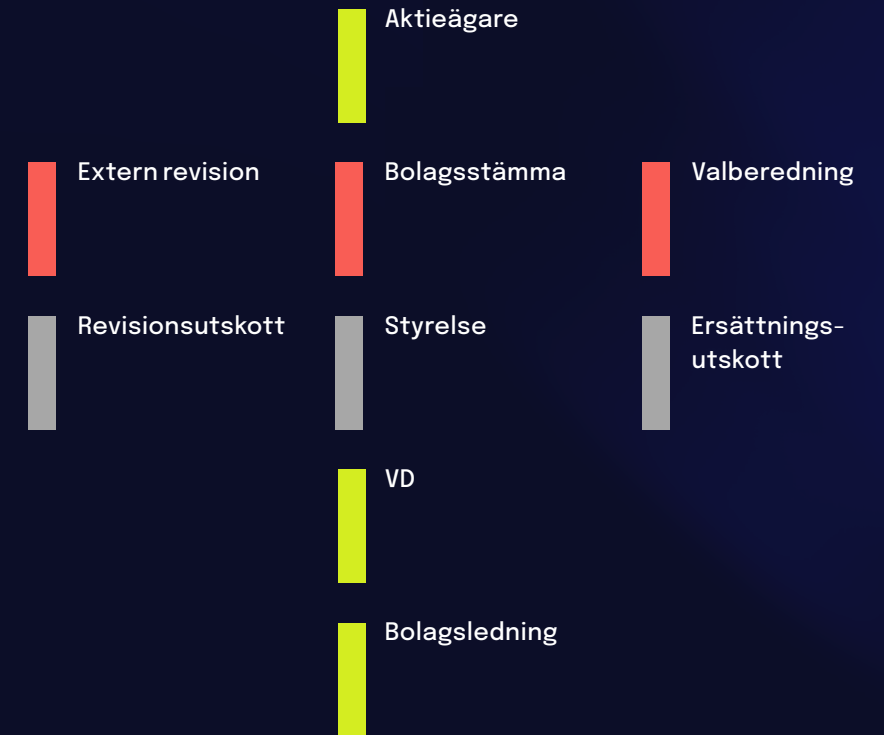 Aktieägare
Extern revision
Bolagsstämma
Valberedning
Revisionsutskott
Styrelse
Ersättnings-
utskott
VD
Bolagsledning